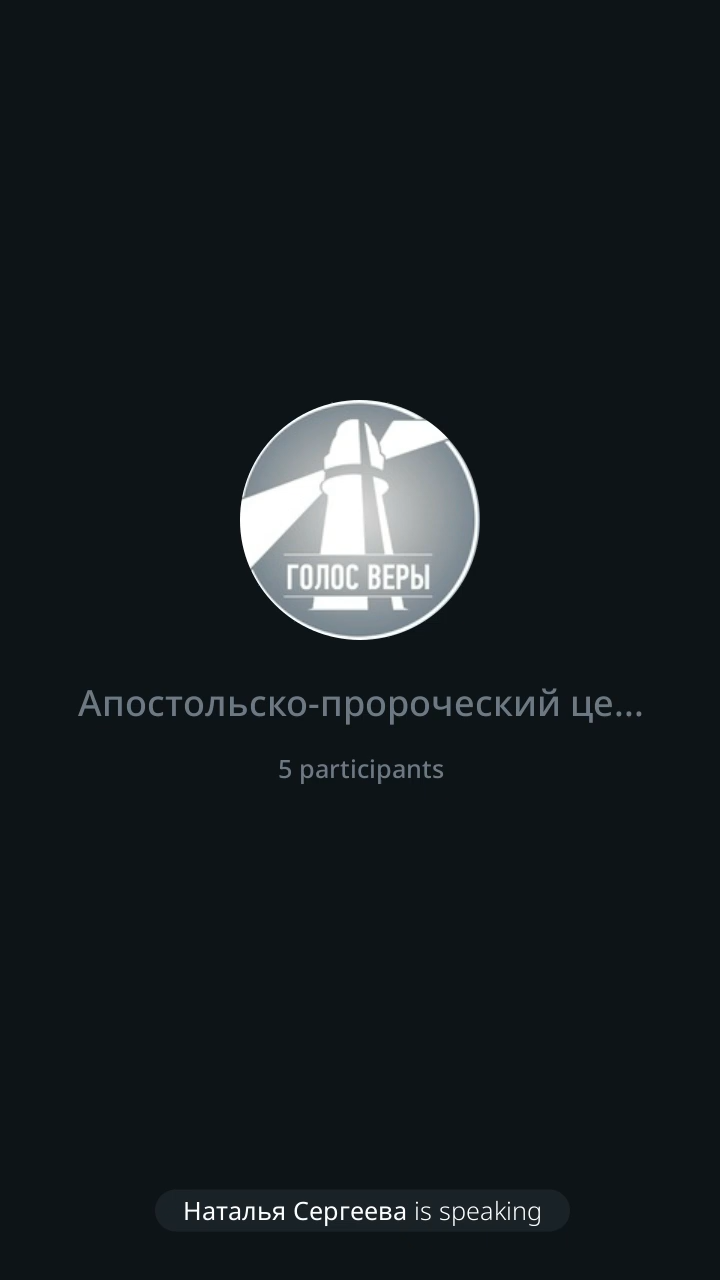 ГОЛОС ВЕРЫ
Апостольско-пророческий це...
5 participants
Наталья Сергеева is speaking